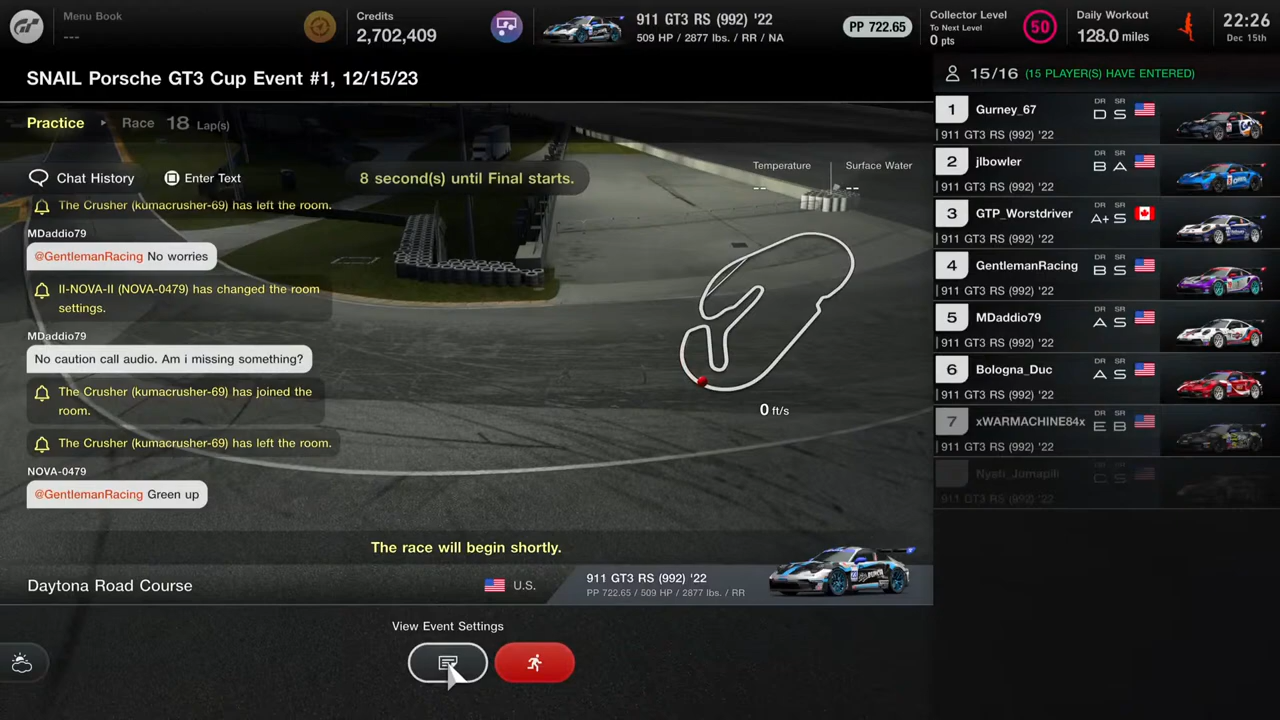 Menu Book
---
Credits
2,702,409
911 GT3 RS (992) '22
509 HP / 2877 lbs. / RR / NA
PP 722.65
Collector Level
To Next Level
0 pts
50
Daily Workout
128.0 miles
22:26
Dec 15th
SNAIL Porsche GT3 Cup Event #1, 12/15/23
15/16 (15 PLAYER(S) HAVE ENTERED)
Practice
Race 18 Lap(s)
Chat History
Enter Text
8 second(s) until Final starts.
Temperature
--
Surface Water
--
The Crusher (kumacrusher-69) has left the room.
MDaddio79
@GentlemanRacing No worries
II-NOVA-II (NOVA-0479) has changed the room
settings.
MDaddio79
No caution call audio. Am i missing something?
The Crusher (kumacrusher-69) has joined the
room.
The Crusher (kumacrusher-69) has left the room.
NOVA-0479
@GentlemanRacing Green up
0 ft/s
The race will begin shortly.
Daytona Road Course
U.S.
911 GT3 RS (992) '22
PP 722.65 / 509 HP / 2877 lbs. / RR
View Event Settings
1 Gurney_67 DR D SR S
911 GT3 RS (992) '22
2 jlbowler DR B SR A
911 GT3 RS (992) '22
3 GTP_Worstdriver DR A+ SR S
911 GT3 RS (992) '22
4 GentlemanRacing DR B SR S
911 GT3 RS (992) '22
5 MDaddio79 DR A SR S
911 GT3 RS (992) '22
6 Bologna_Duc DR A SR S
911 GT3 RS (992) '22
7 xWARMACHINE84x DR E SR B
911 GT3 RS (992) '22
DR C SR S
911 GT3 RS (992) '22